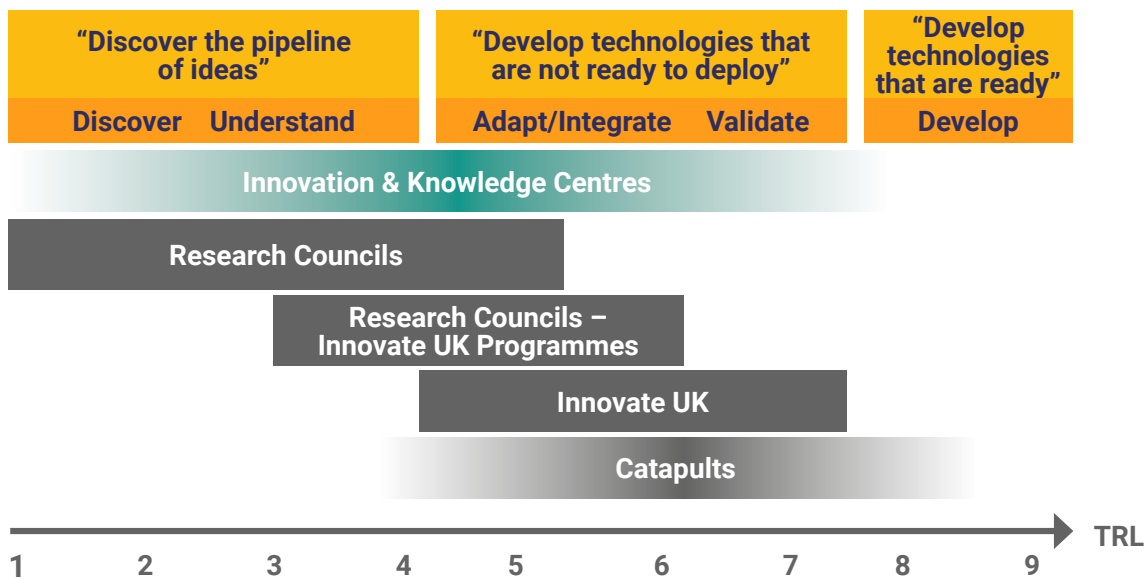 “Discover the pipeline
of ideas”
Discover Understand
“Develop technologies that
are not ready to deploy”
Adapt/Integrate Validate
“Develop
technologies
that are ready”
Develop
Innovation & Knowledge Centres
Research Councils
Research Councils –
Innovate UK Programmes
Innovate UK
Catapults
TRL
1 2 3 4 5 6 7 8 9